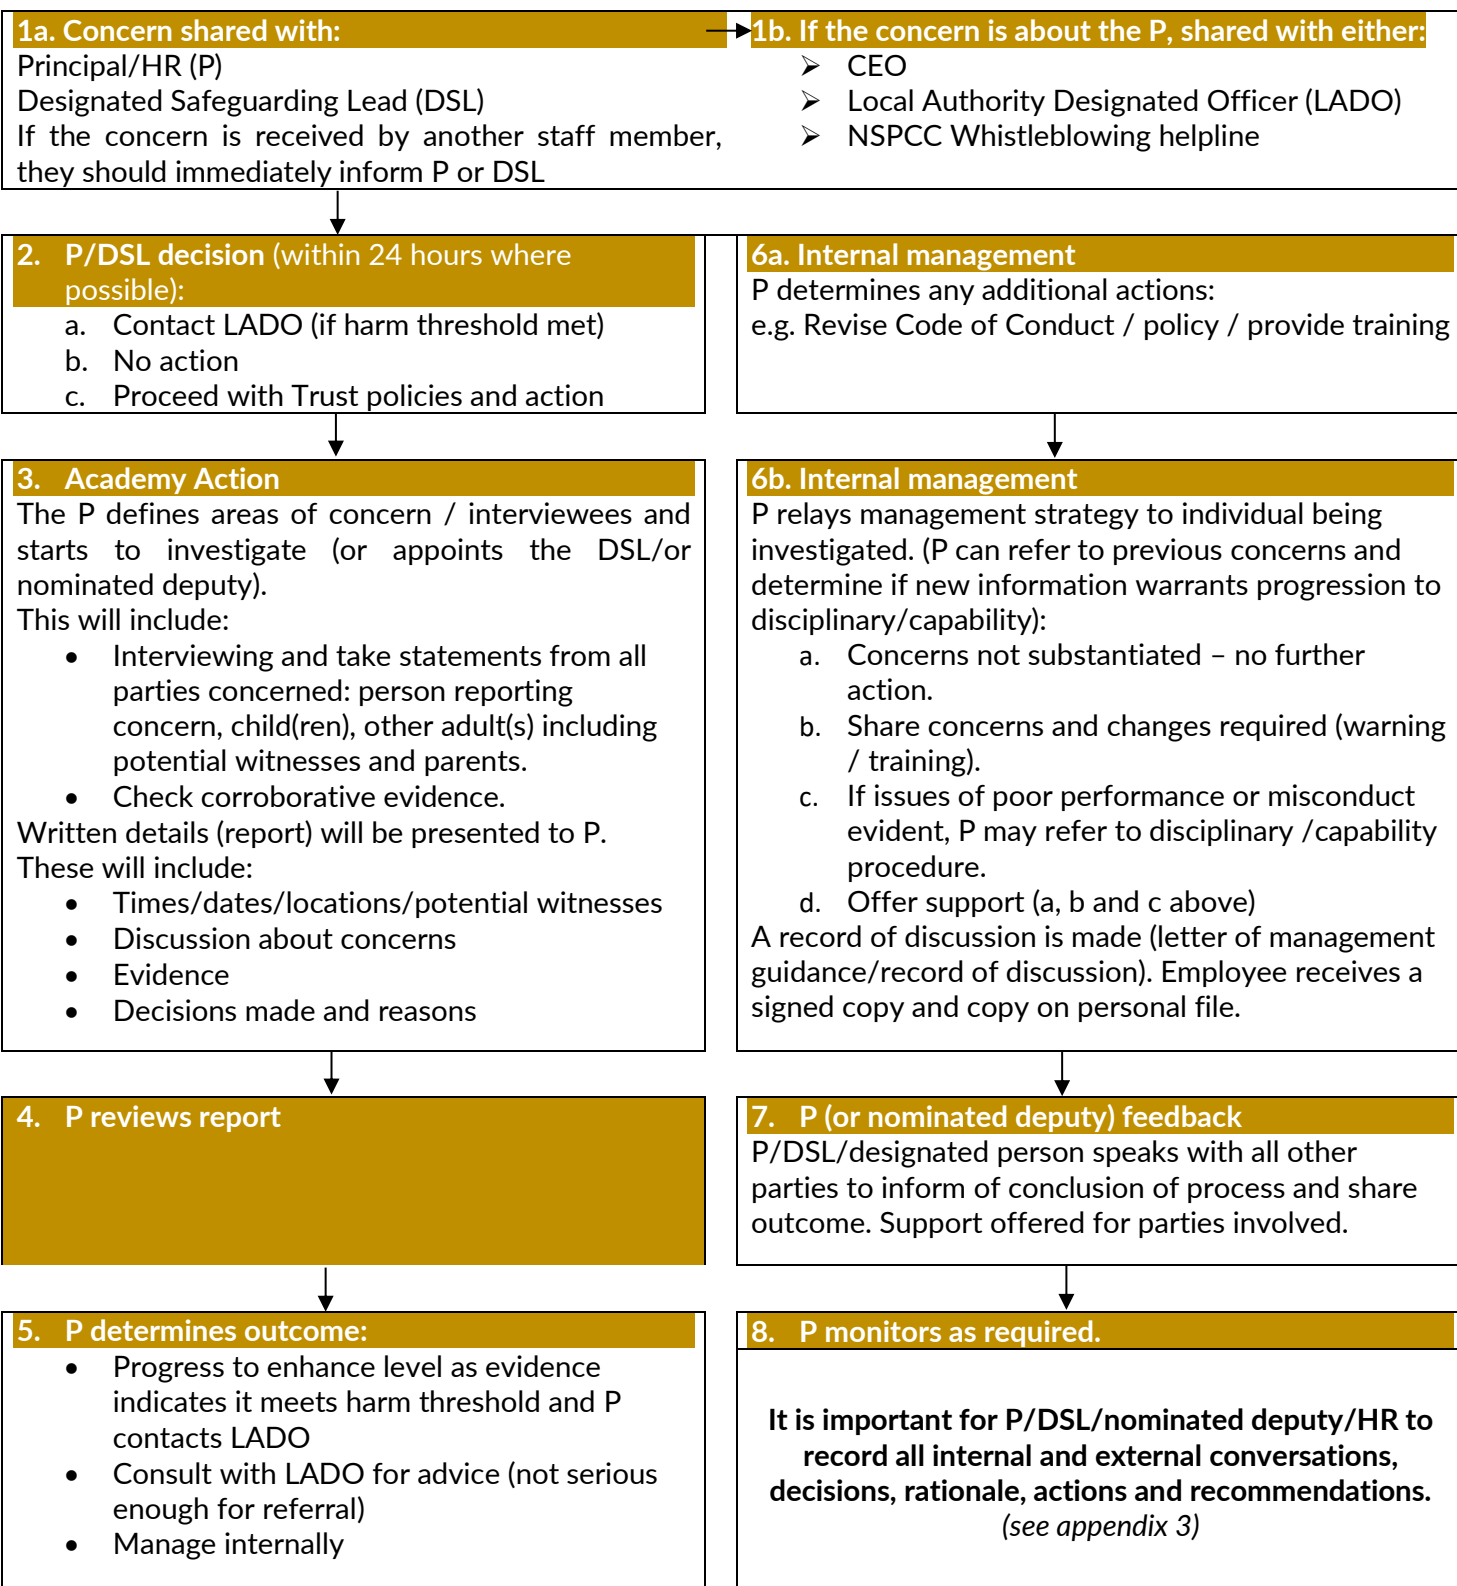 1a. Concern shared with:
Principal/HR (P)
Designated Safeguarding Lead (DSL)
If the concern is received by another staff member,
they should immediately inform P or DSL
1b. If the concern is about the P, shared with either:
➢ CEO
➢ Local Authority Designated Officer (LADO)
➢ NSPCC Whistleblowing helpline
2. P/DSL decision (within 24 hours where
possible):
a. Contact LADO (if harm threshold met)
b. No action
c. Proceed with Trust policies and action
3. Academy Action
The P defines areas of concern / interviewees and
starts to investigate (or appoints the DSL/or
nominated deputy).
This will include:
• Interviewing and take statements from all
parties concerned: person reporting
concern, child(ren), other adult(s) including
potential witnesses and parents.
• Check corroborative evidence.
Written details (report) will be presented to P.
These will include:
• Times/dates/locations/potential witnesses
• Discussion about concerns
• Evidence
• Decisions made and reasons
4. P reviews report
5. P determines outcome:
• Progress to enhance level as evidence
indicates it meets harm threshold and P
contacts LADO
• Consult with LADO for advice (not serious
enough for referral)
• Manage internally
6a. Internal management
P determines any additional actions:
e.g. Revise Code of Conduct / policy / provide training
6b. Internal management
P relays management strategy to individual being
investigated. (P can refer to previous concerns and
determine if new information warrants progression to
disciplinary/capability):
a. Concerns not substantiated – no further
action.
b. Share concerns and changes required (warning
/ training).
c. If issues of poor performance or misconduct
evident, P may refer to disciplinary /capability
procedure.
d. Offer support (a, b and c above)
A record of discussion is made (letter of management
guidance/record of discussion). Employee receives a
signed copy and copy on personal file.
7. P (or nominated deputy) feedback
P/DSL/designated person speaks with all other
parties to inform of conclusion of process and share
outcome. Support offered for parties involved.
8. P monitors as required.
It is important for P/DSL/nominated deputy/HR to
record all internal and external conversations,
decisions, rationale, actions and recommendations.
(see appendix 3)